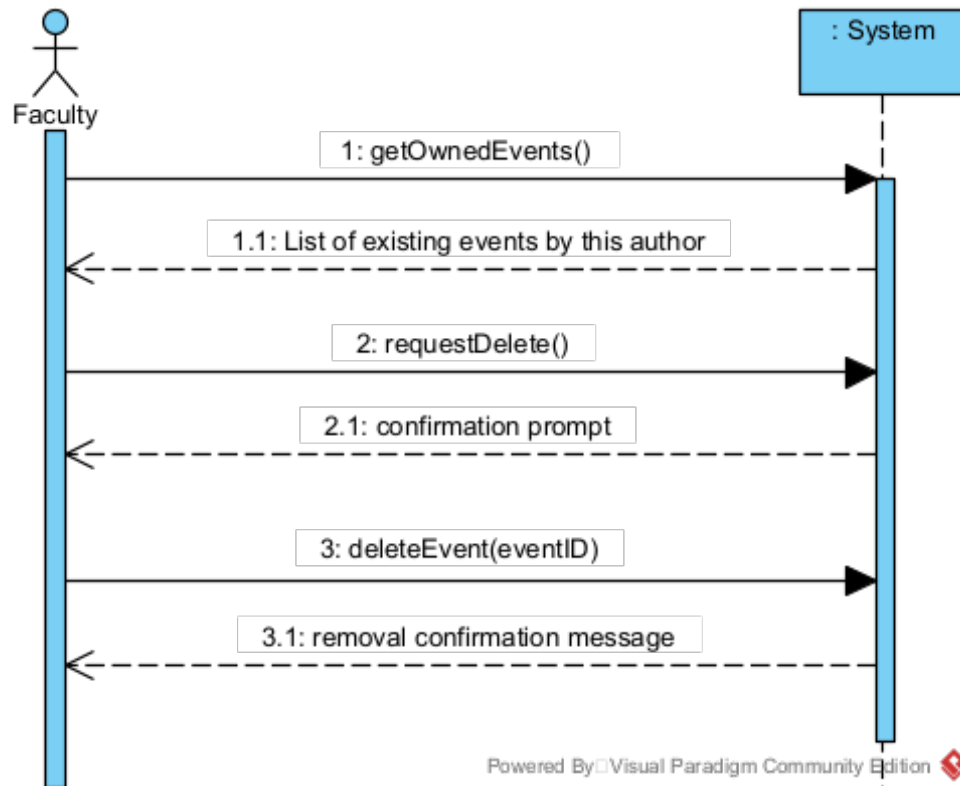 : System
Faculty
1: getOwnedEvents()
1.1: List of existing events by this author
2: requestDelete()
2.1: confirmation prompt
3: deleteEvent(eventID)
3.1: removal confirmation message
Powered By□Visual Paradigm Community Edition